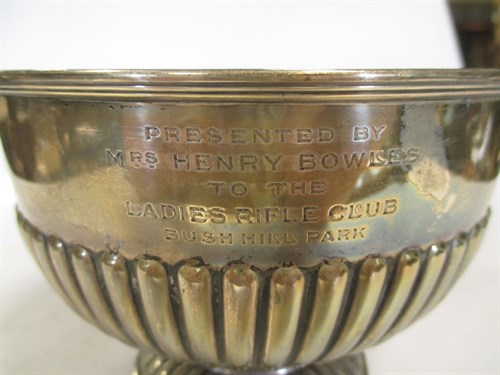 PRESENTED BY
MRS HENRY BOWLES
TO THE
LADIES RIFLE CLUB
BUSH HILL PARK